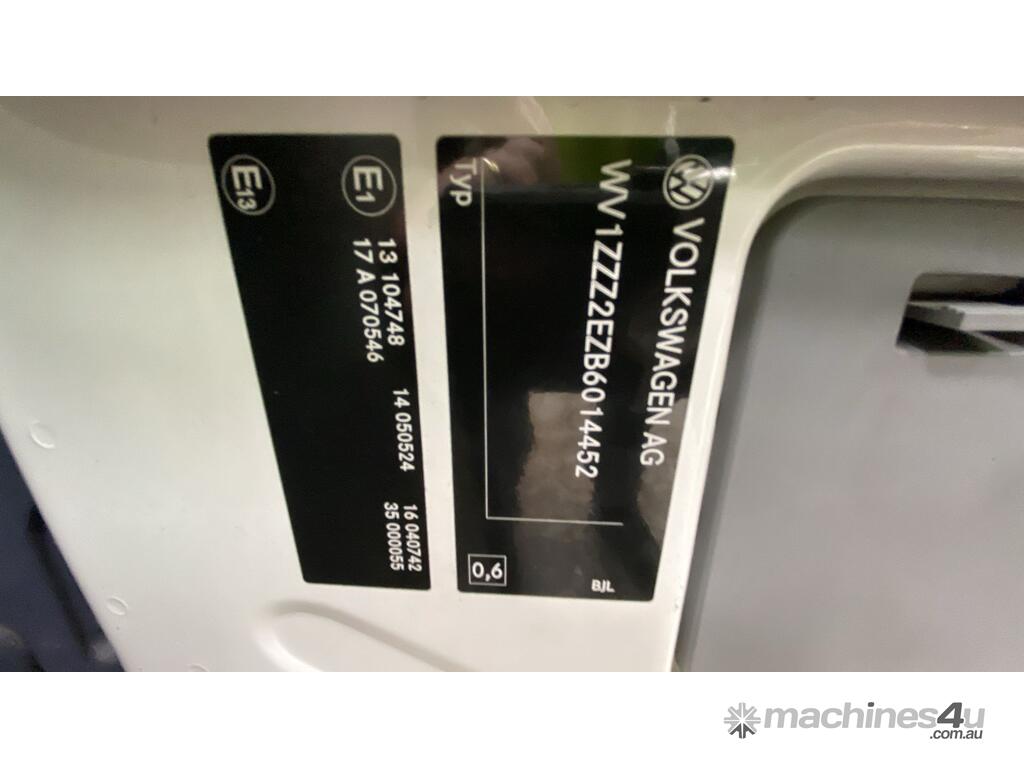 VOLKSWAGEN AG
WV1ZZZ2EZB6014452
Typ
0,6
BJL
E1
13 104748
17 A 070546
14 050524
16 040742
35 000055
E13
machines4u
.com.au